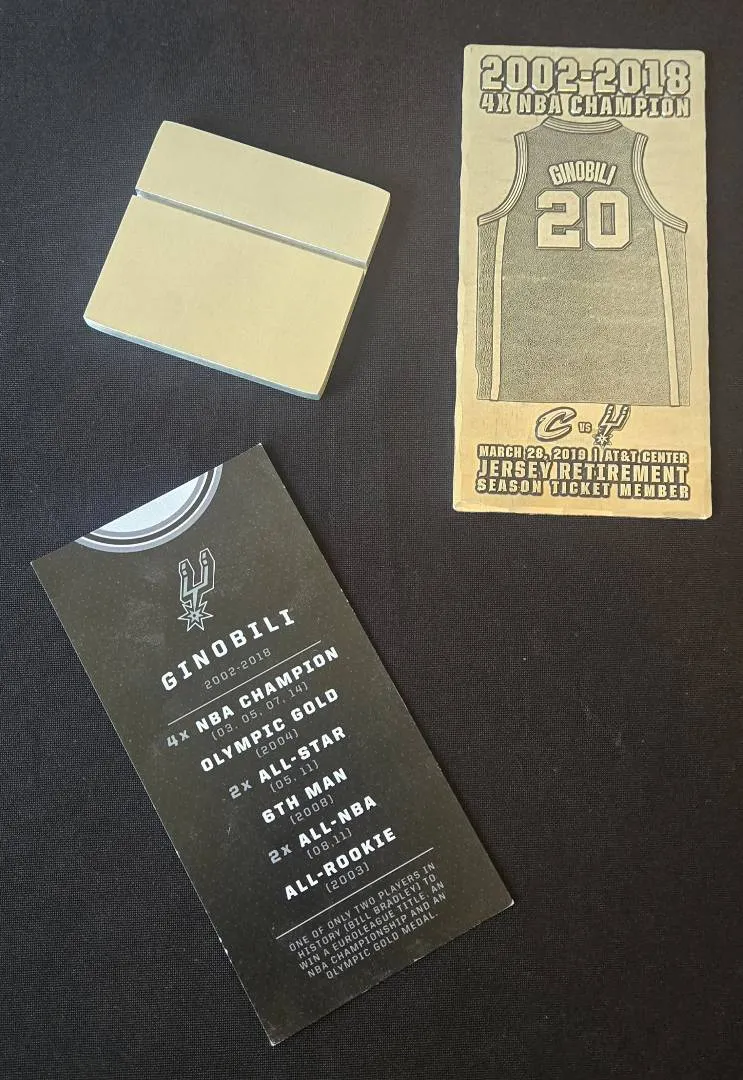 2002-2018
4X NBA CHAMPION
GINOBILI
20
C VS
MARCH 28, 2019 | AT&T CENTER
JERSEY RETIREMENT
SEASON TICKET MEMBER
GINOBILI
2002-2018
4x NBA CHAMPION
(03, 05, 07, 14)
OLYMPIC GOLD
(2004)
2x ALL-STAR
(05, 11)
6TH MAN
(2008)
2x ALL-NBA
(08,11)
ALL-ROOKIE
(2003)
ONE OF ONLY TWO PLAYERS IN
HISTORY (BILL BRADLEY) TO
WIN A EUROLEAGUE TITLE, AN
NBA CHAMPIONSHIP AND AN
OLYMPIC GOLD MEDAL.